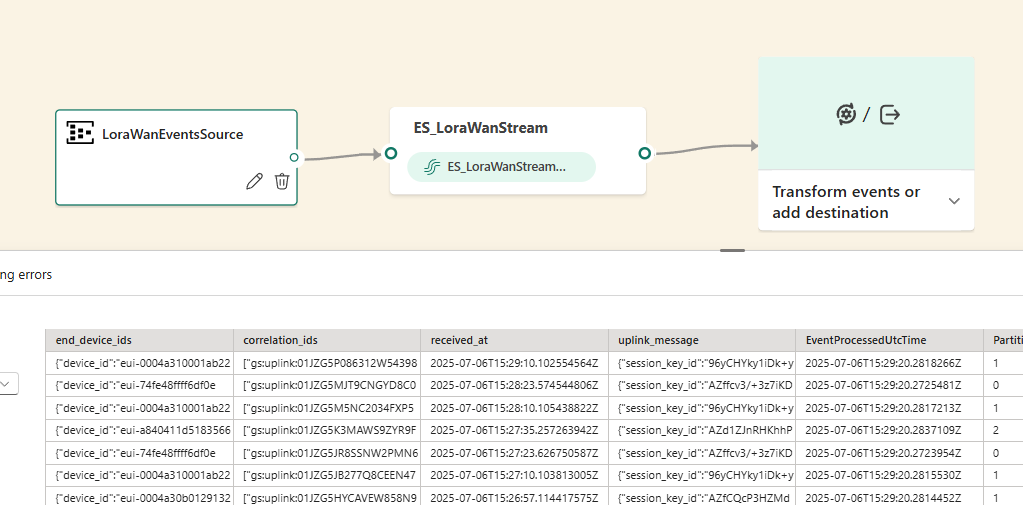 LoraWanEventsSource
ES_LoraWanStream
ES_LoraWanStream...
/
Transform events or
add destination
ng errors
end_device_ids correlation_ids received_at uplink_message EventProcessedUtcTime Partiti
{"device_id":"eui-0004a310001ab22 ["gs:uplink:01JZG5P086312W54398 2025-07-06T15:29:10.102554564Z {"session_key_id":"96yCHYky1iDk+y 2025-07-06T15:29:20.2818266Z 1
{"device_id":"eui-74fe48ffff6df0e ["gs:uplink:01JZG5MJT9CNGYD8C0 2025-07-06T15:28:23.574544806Z {"session_key_id":"AZffcv3/+3z7iKD 2025-07-06T15:29:20.2725481Z 0
{"device_id":"eui-0004a310001ab22 ["gs:uplink:01JZG5M5NC2034FXP5 2025-07-06T15:28:10.105438822Z {"session_key_id":"96yCHYky1iDk+y 2025-07-06T15:29:20.2817213Z 1
{"device_id":"eui-a840411d5183566 ["gs:uplink:01JZG5K3MAWS9ZYR9F 2025-07-06T15:27:35.257263942Z {"session_key_id":"AZd1ZJnRHKhhP 2025-07-06T15:29:20.2837109Z 2
{"device_id":"eui-74fe48ffff6df0e ["gs:uplink:01JZG5JR8SSNW2PMN6 2025-07-06T15:27:23.626750587Z {"session_key_id":"AZffcv3/+3z7iKD 2025-07-06T15:29:20.2723954Z 0
{"device_id":"eui-0004a310001ab22 ["gs:uplink:01JZG5JB277Q8CEEN47 2025-07-06T15:27:10.103813005Z {"session_key_id":"96yCHYky1iDk+y 2025-07-06T15:29:20.2815530Z 1
{"device_id":"eui-0004a30b0129132 ["gs:uplink:01JZG5HYCAVEW858N9 2025-07-06T15:26:57.114417575Z {"session_key_id":"AZfCQcP3HZMd 2025-07-06T15:29:20.2814452Z 1